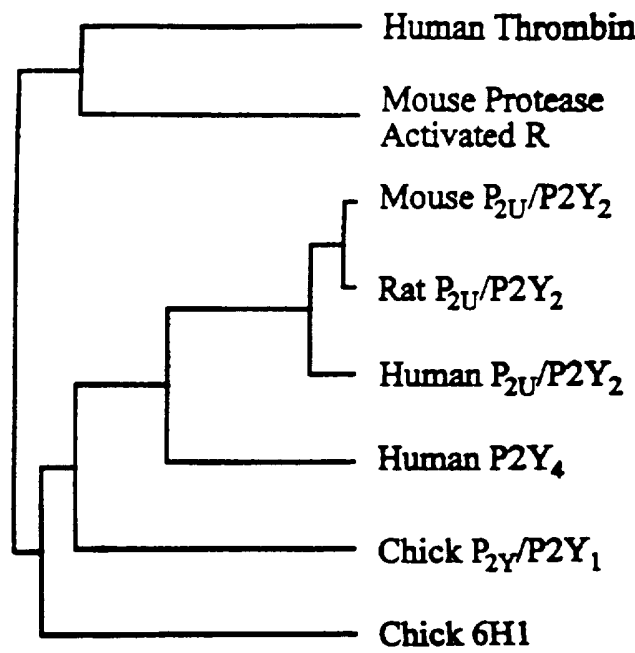 Human Thrombin
Mouse Protease
Activated R
Mouse P₂U/P2Y₂
Rat P₂U/P2Y₂
Human P₂U/P2Y₂
Human P2Y₄
Chick P₂Y/P2Y₁
Chick 6H1